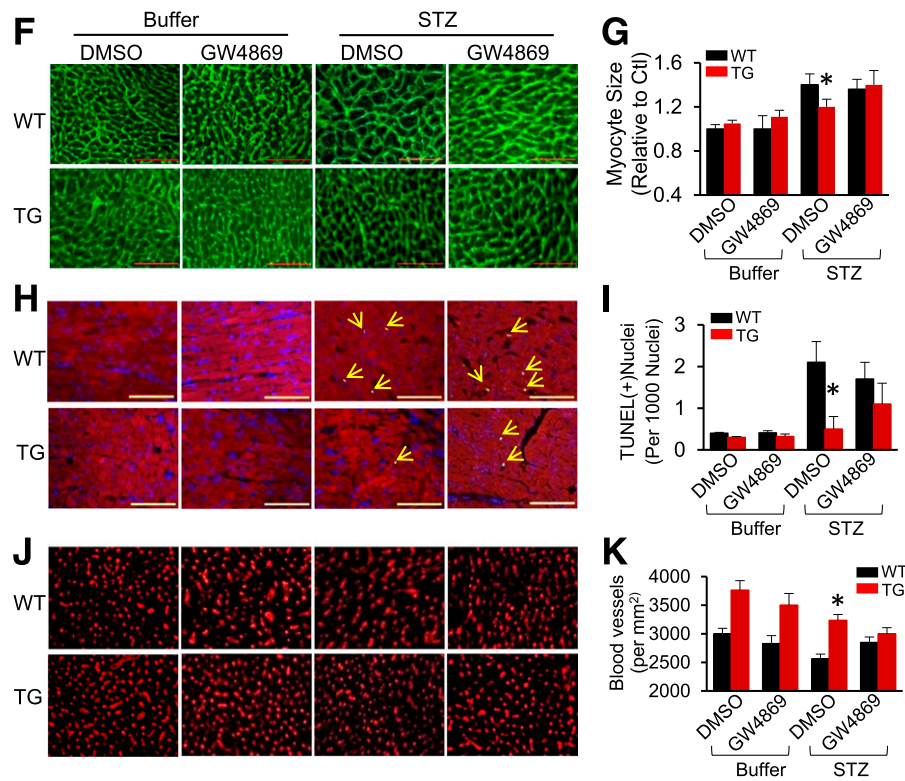 F
Buffer
STZ
DMSO
GW4869
DMSO
GW4869
WT
TG
G
Myocyte Size
(Relative to Ctl)
WT
TG
1.6
1.2
0.8
0.4
*
DMSO
GW4869
DMSO
GW4869
Buffer
STZ
H
WT
TG
I
TUNEL(+)Nuclei
(Per 1000 Nuclei)
WT
TG
3
2
1
0
*
DMSO
GW4869
DMSO
GW4869
Buffer
STZ
J
WT
TG
K
Blood vessels
(per mm²)
WT
TG
4000
3500
3000
2500
2000
*
DMSO
GW4869
DMSO
GW4869
Buffer
STZ